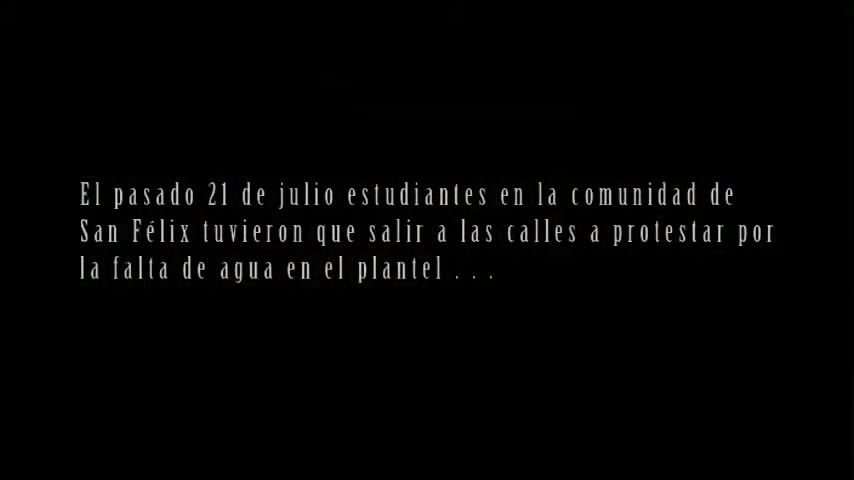 El pasado 21 de julio estudiantes en la comunidad de
San Félix tuvieron que salir a las calles a protestar por
la falta de agua en el plantel . . .